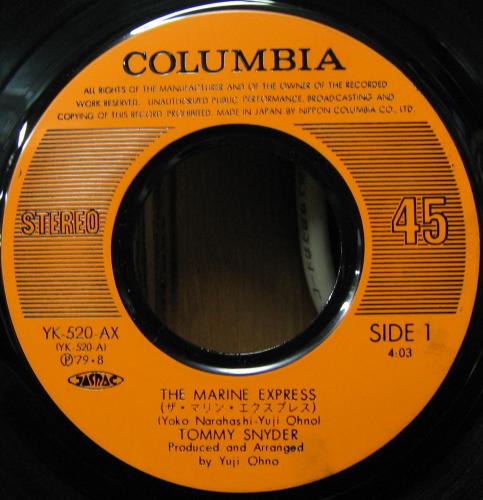 COLUMBIA
ALL RIGHTS OF THE MANUFACTURER AND OF THE OWNER OF THE RECORDED
WORK RESERVED. UNAUTHORIZED PUBLIC PERFORMANCE, BROADCASTING AND
COPYING OF THIS RECORD PROHIBITED. MADE IN JAPAN BY NIPPON COLUMBIA CO., LTD.
STEREO
45
YK-520-AX
(YK-520-A)
Ⓟ'79・8
JASRAC
SIDE 1
4:03
THE MARINE EXPRESS
(ザ・マリン・エクスプレス)
(Yoko Narahashi-Yuji Ohno)
TOMMY SNYDER
Produced and Arranged
by Yuji Ohno